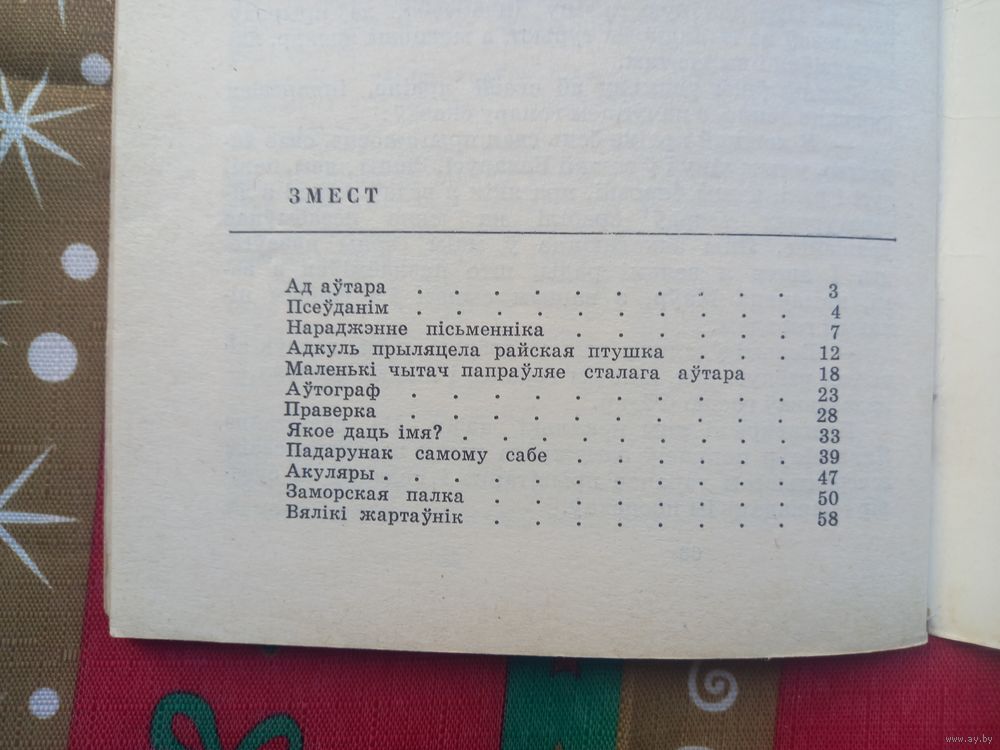 ЗМЕСТ
Ад аўтара . . . . . . . . . . 3
Псеўданім . . . . . . . . . . 4
Нараджэнне пісьменніка . . . . . . 7
Адкуль прыляцела райская птушка . . . 12
Маленькі чытач папраўляе сталага аўтара . 18
Аўтограф . . . . . . . . . . 23
Праверка . . . . . . . . . . 28
Якое даць імя? . . . . . . . . . 33
Падарунак самому сабе . . . . . . 39
Акуляры . . . . . . . . . . . 47
Заморская палка . . . . . . . . 50
Вялікі жартаўнік . . . . . . . . 58
www.ay.by